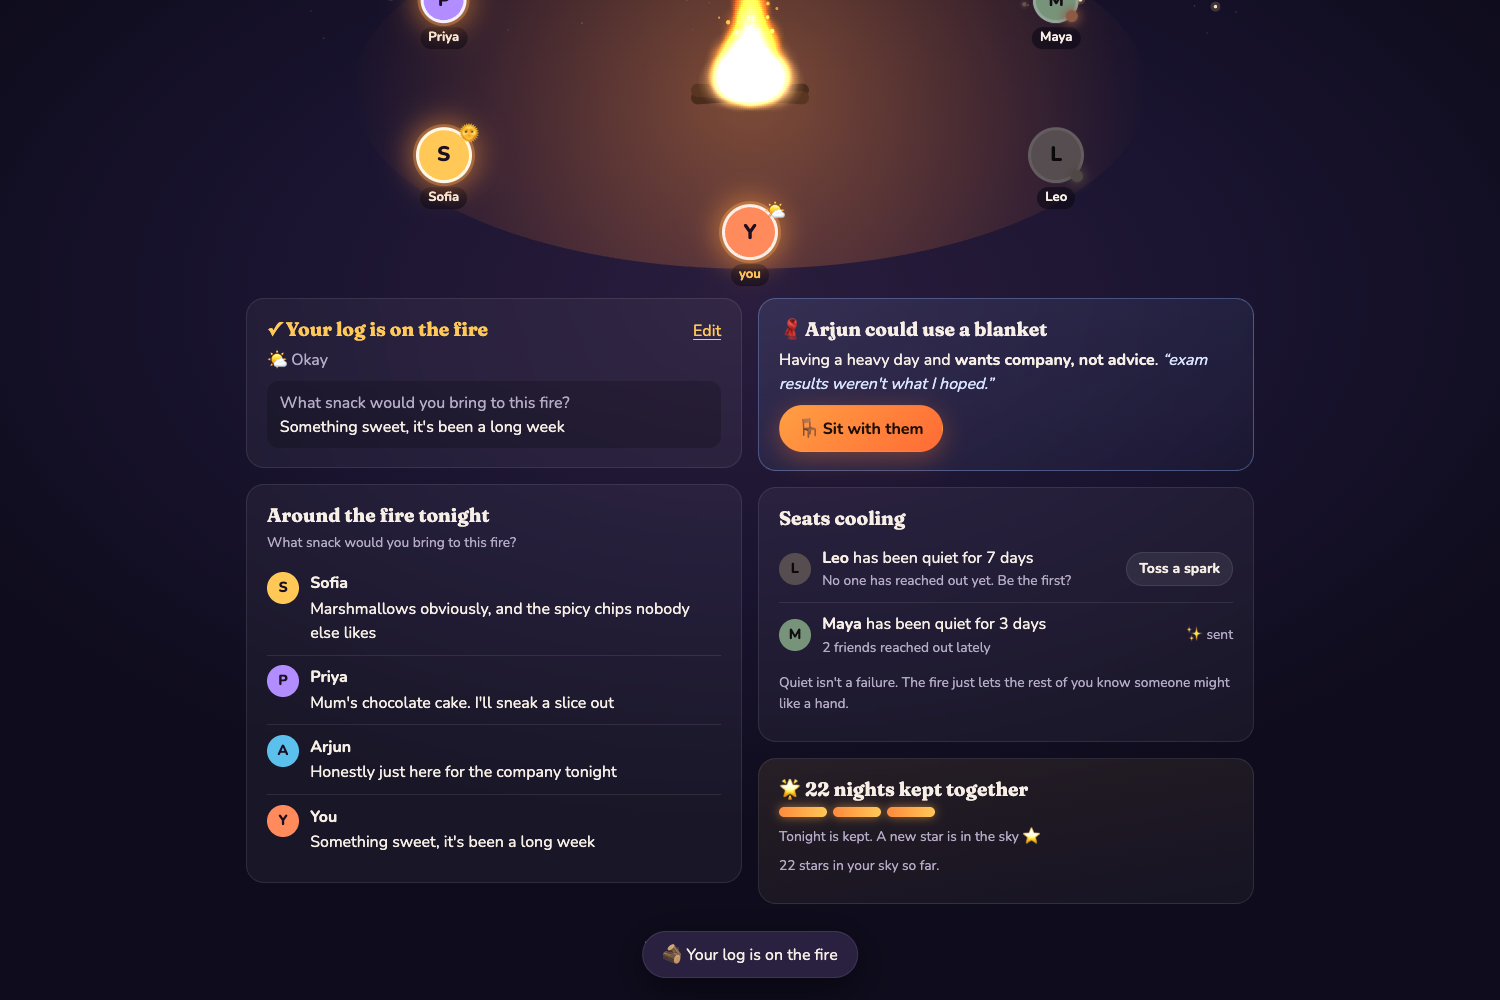 P
Priya
M
Maya
S
Sofia
L
Leo
Y
you
✓Your log is on the fire
Edit
Okay
What snack would you bring to this fire?
Something sweet, it's been a long week
Around the fire tonight
What snack would you bring to this fire?
S
Sofia
Marshmallows obviously, and the spicy chips nobody
else likes
P
Priya
Mum's chocolate cake. I'll sneak a slice out
A
Arjun
Honestly just here for the company tonight
Y
You
Something sweet, it's been a long week
Arjun could use a blanket
Having a heavy day and wants company, not advice. “exam
results weren't what I hoped.”
Sit with them
Seats cooling
L
Leo has been quiet for 7 days
No one has reached out yet. Be the first?
Toss a spark
M
Maya has been quiet for 3 days
2 friends reached out lately
✨ sent
Quiet isn't a failure. The fire just lets the rest of you know someone might
like a hand.
🌟 22 nights kept together
Tonight is kept. A new star is in the sky ⭐
22 stars in your sky so far.
Your log is on the fire